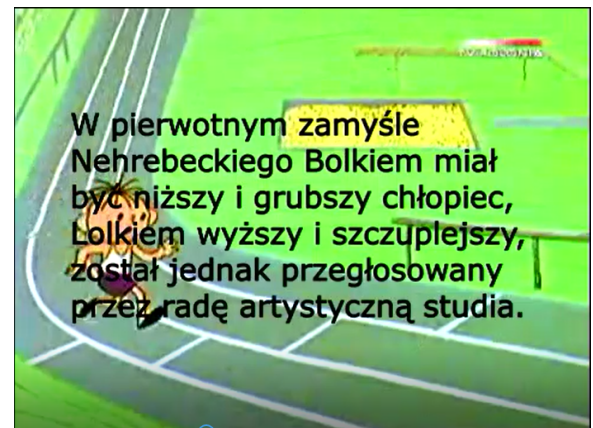 W pierwotnym zamyśle
Nehrebeckiego Bolkiem miał
być niższy i grubszy chłopiec,
Lolkiem wyższy i szczuplejszy,
został jednak przegłosowany
przez radę artystyczną studia.